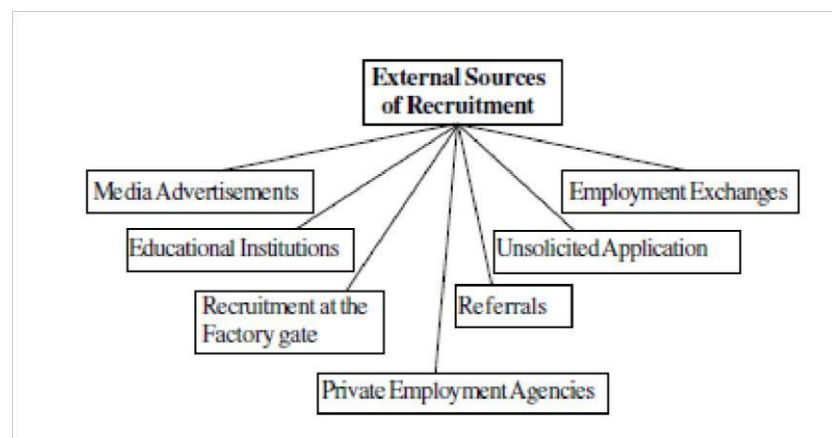 External Sources
of Recruitment
Media Advertisements
Employment Exchanges
Educational Institutions
Unsolicited Application
Recruitment at the
Factory gate
Referrals
Private Employment Agencies